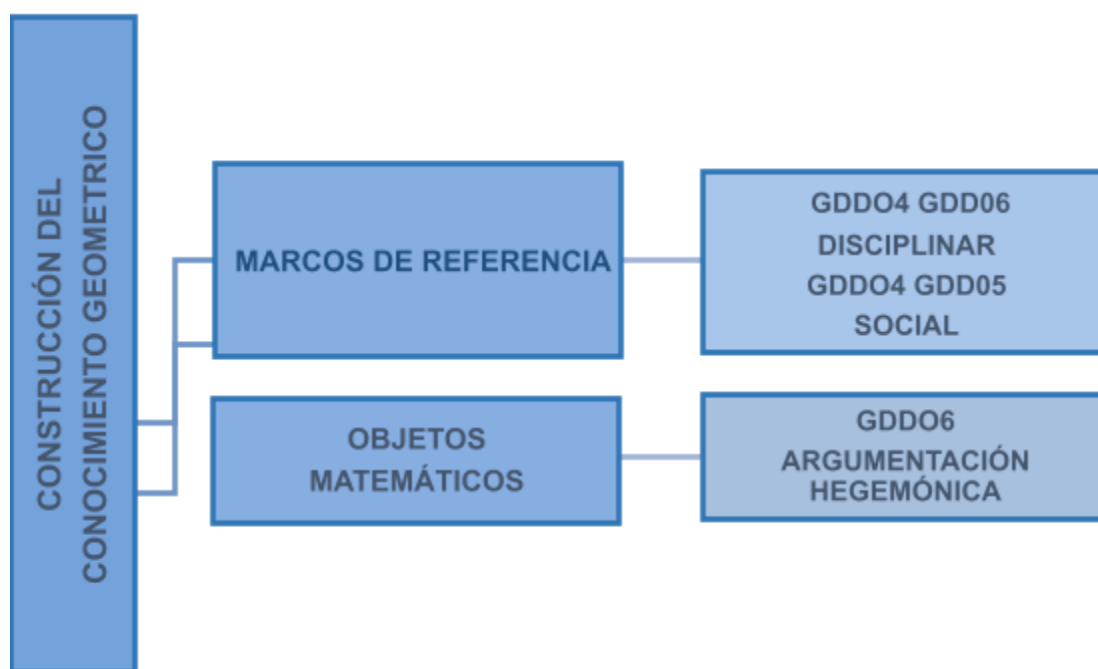 CONSTRUCCIÓN DEL
CONOCIMIENTO GEOMETRICO
MARCOS DE REFERENCIA
GDDO4 GDD06
DISCIPLINAR
GDDO4 GDD05
SOCIAL
OBJETOS
MATEMÁTICOS
GDDO6
ARGUMENTACIÓN
HEGEMÓNICA